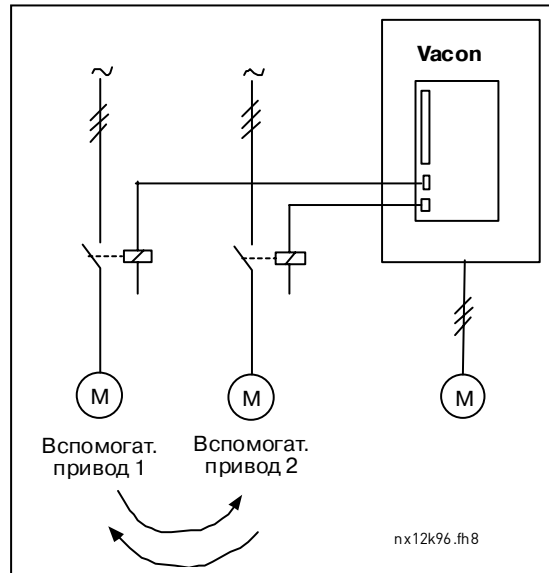 Vacon
M
M
M
Вспомогат.
привод 1
Вспомогат.
привод 2
nx12k96.fh8